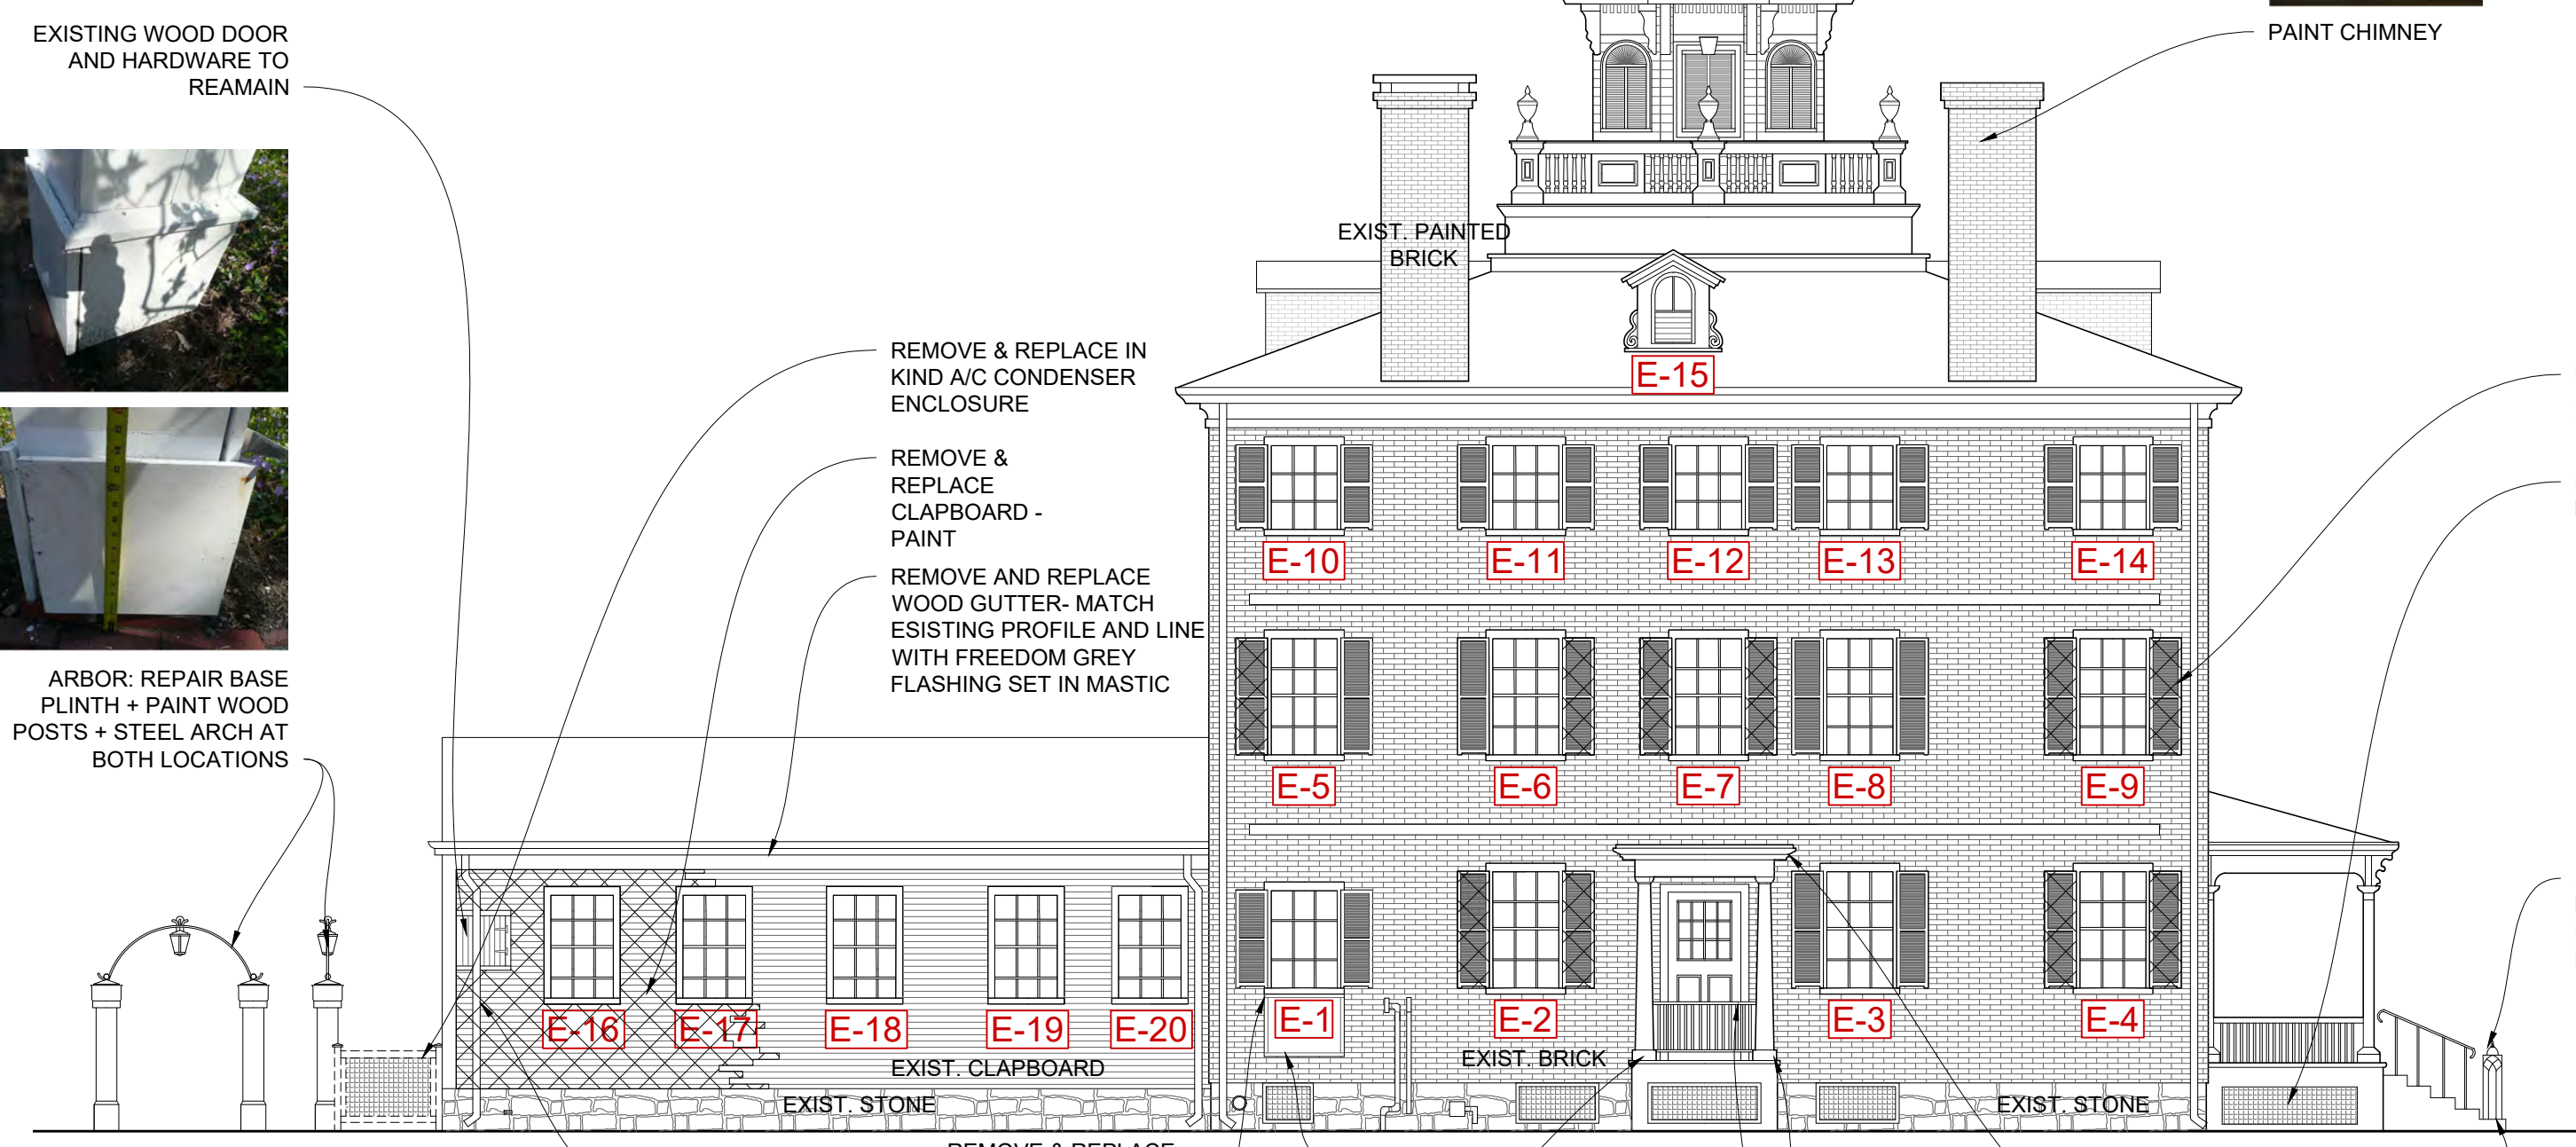 EXISTING WOOD DOOR
AND HARDWARE TO
REAMAIN
PAINT CHIMNEY
EXIST. PAINTED
BRICK
REMOVE & REPLACE IN
KIND A/C CONDENSER
ENCLOSURE
REMOVE &
REPLACE
CLAPBOARD -
PAINT
REMOVE AND REPLACE
WOOD GUTTER- MATCH
ESISTING PROFILE AND LINE
WITH FREEDOM GREY
FLASHING SET IN MASTIC
ARBOR: REPAIR BASE
PLINTH + PAINT WOOD
POSTS + STEEL ARCH AT
BOTH LOCATIONS
E-15
E-10
E-11
E-12
E-13
E-14
E-5
E-6
E-7
E-8
E-9
E-16
E-17
E-18
E-19
E-20
E-1
E-2
E-3
E-4
EXIST. CLAPBOARD
EXIST. BRICK
EXIST. STONE
EXIST. STONE
REMOVE & REPLACE